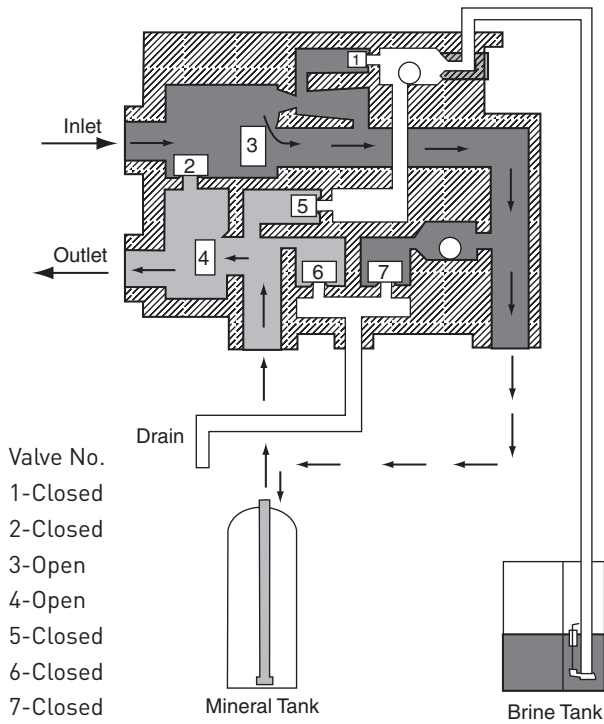 1
Inlet
3
2
5
Outlet
4
6
7
Drain
Valve No.
1-Closed
2-Closed
3-Open
4-Open
5-Closed
6-Closed
7-Closed
Mineral Tank
Brine Tank